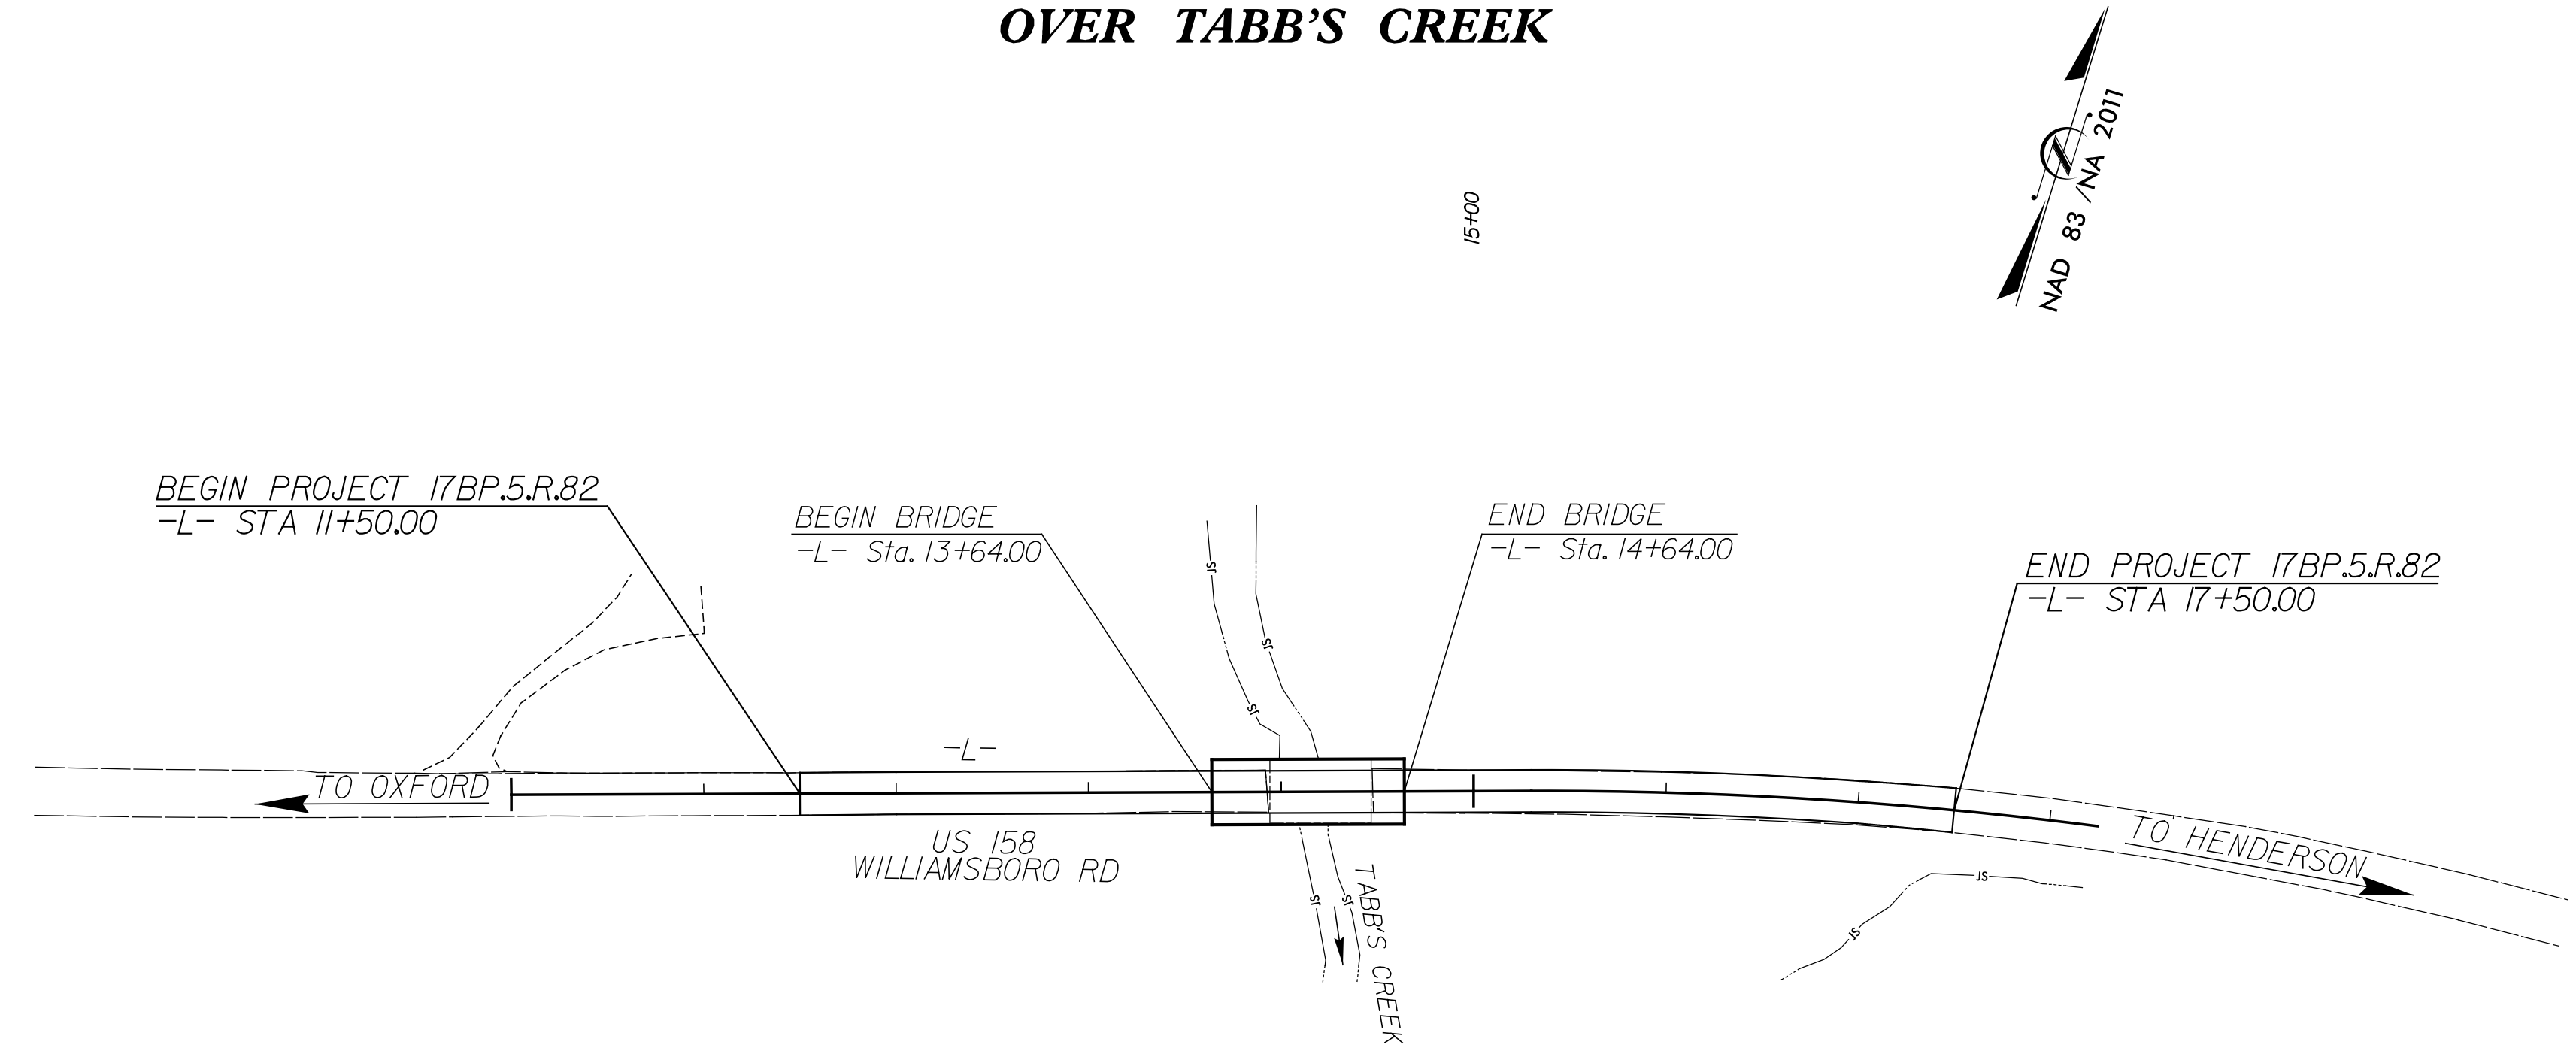 OVER TABB'S CREEK
NAD 83 /NA 2011
15+00
BEGIN PROJECT 17BP.5.R.82
-L- STA 11+50.00
BEGIN BRIDGE
-L- Sta. 13+64.00
END BRIDGE
-L- Sta. 14+64.00
END PROJECT 17BP.5.R.82
-L- STA 17+50.00
JS
JS
JS
-L-
TO OXFORD
US 158
WILLIAMSBORO RD
TO HENDERSON
JS
JS
TABB'S CREEK
JS
JS